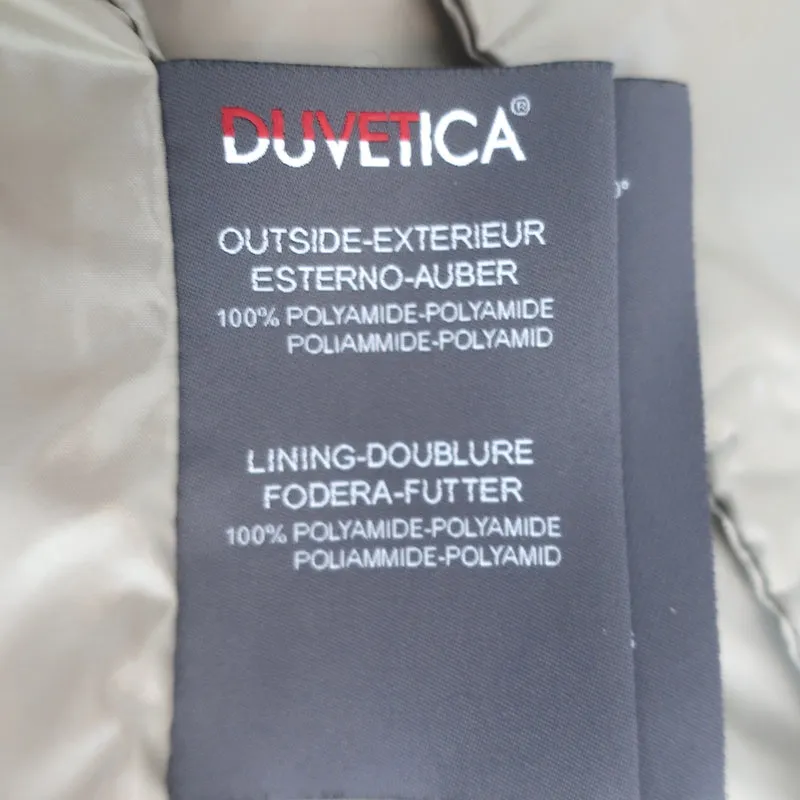 DUVETICA®
OUTSIDE-EXTERIEUR
ESTERNO-AUBER
100% POLYAMIDE-POLYAMIDE
POLIAMMIDE-POLYAMID
LINING-DOUBLURE
FODERA-FUTTER
100% POLYAMIDE-POLYAMIDE
POLIAMMIDE-POLYAMID